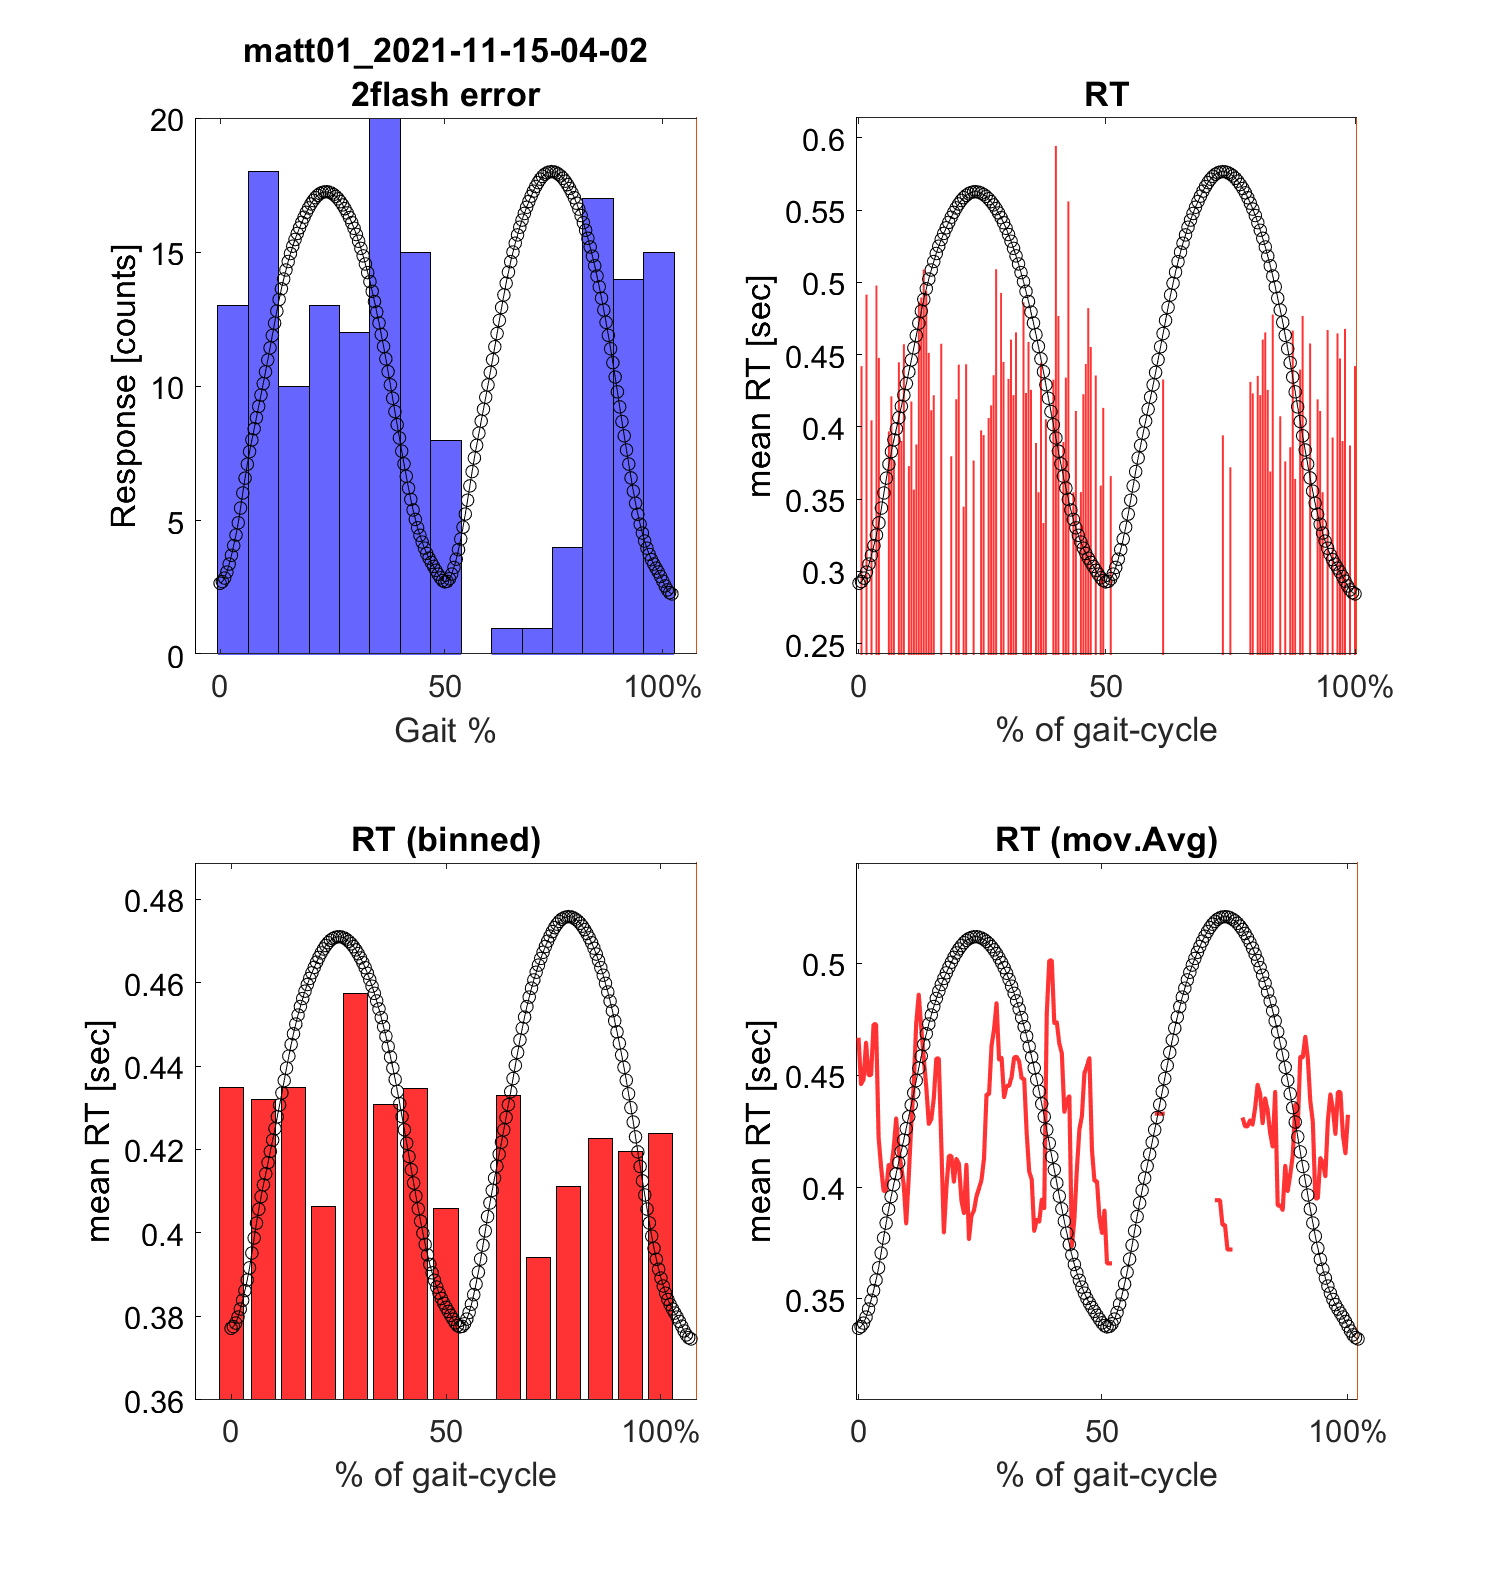 matt01_2021-11-15-04-02
2flash error
20
15
10
5
0
Response [counts]
0
50
100%
Gait %
RT
0.6
0.55
0.5
0.45
0.4
0.35
0.3
0.25
mean RT [sec]
0
50
100%
% of gait-cycle
RT (binned)
0.48
0.46
0.44
0.42
0.4
0.38
0.36
mean RT [sec]
0
50
100%
% of gait-cycle
RT (mov.Avg)
0.5
0.45
0.4
0.35
mean RT [sec]
0
50
100%
% of gait-cycle